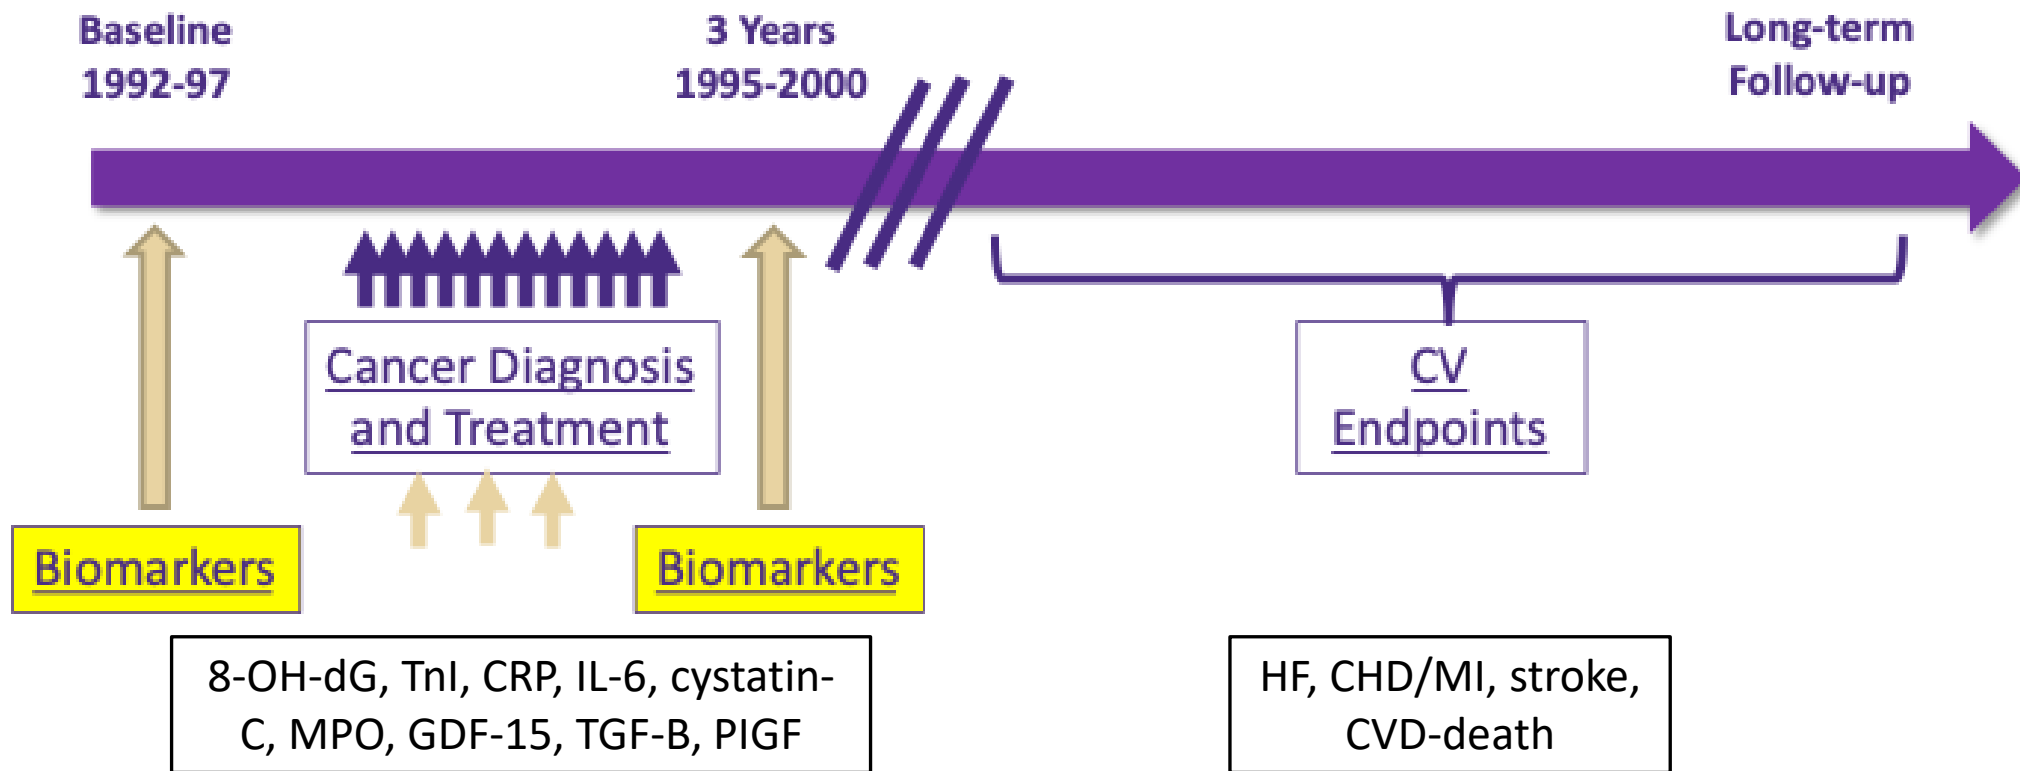 Baseline
1992-97
3 Years
1995-2000
Long-term
Follow-up
Cancer Diagnosis
and Treatment
CV
Endpoints
Biomarkers
Biomarkers
8-OH-dG, TnI, CRP, IL-6, cystatin-
C, MPO, GDF-15, TGF-B, PIGF
HF, CHD/MI, stroke,
CVD-death